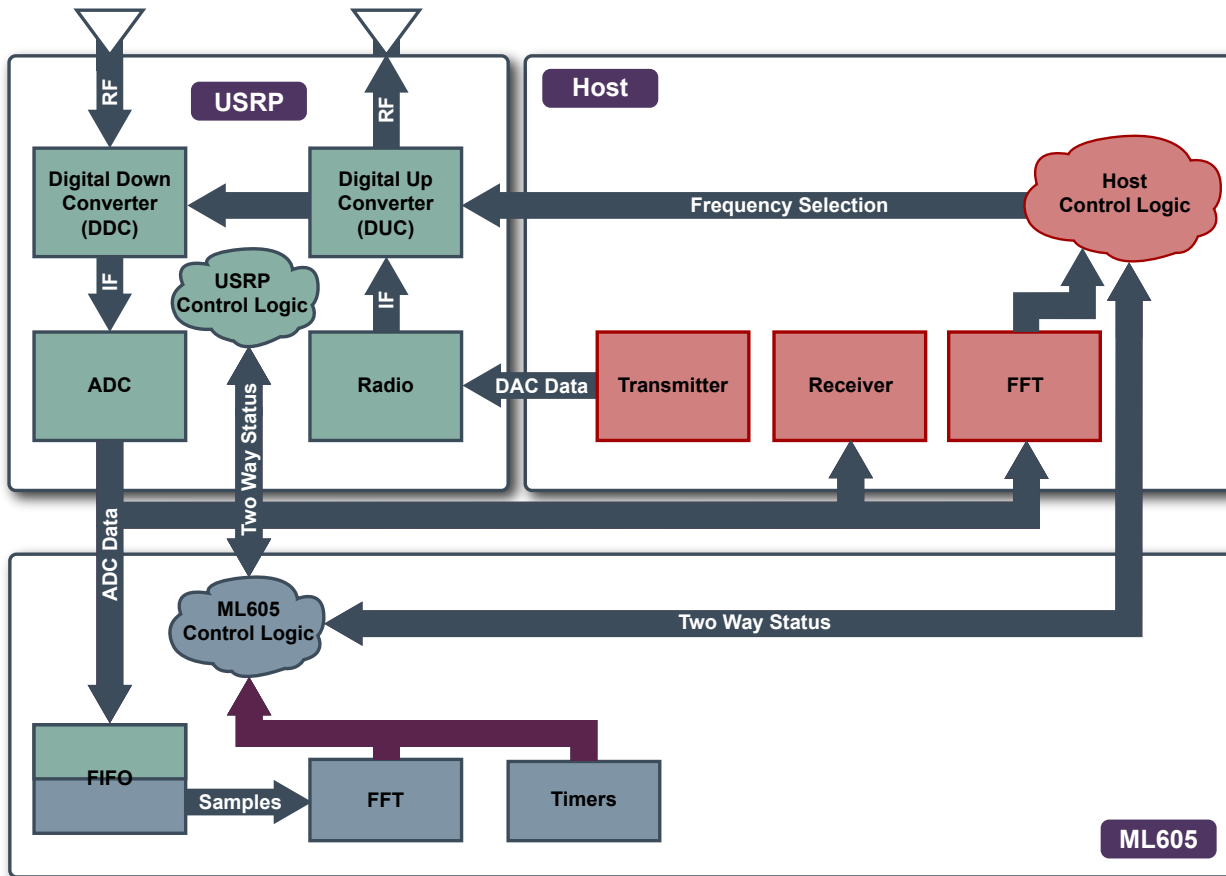 USRP
Host
RF
RF
Digital Down
Converter
(DDC)
Digital Up
Converter
(DUC)
Frequency Selection
Host
Control Logic
IF
USRP
Control Logic
IF
ADC
Radio
DAC Data
Transmitter
Receiver
FFT
Two Way Status
ADC Data
ML605
Control Logic
Two Way Status
FIFO
Samples
FFT
Timers
ML605